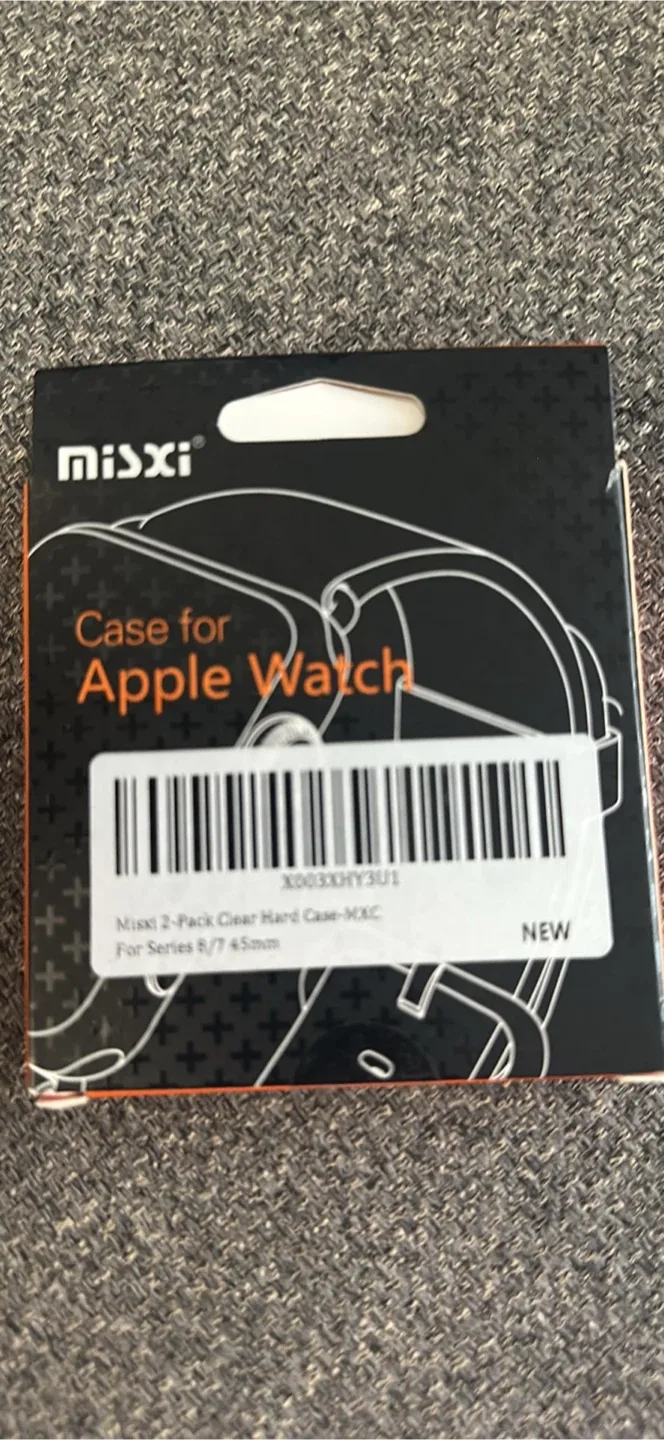 misxi®
Case for
Apple Watch
X003XHY3U1
Misxi 2-Pack Clear Hard Case-MXC
For Series 8/7 45mm
NEW